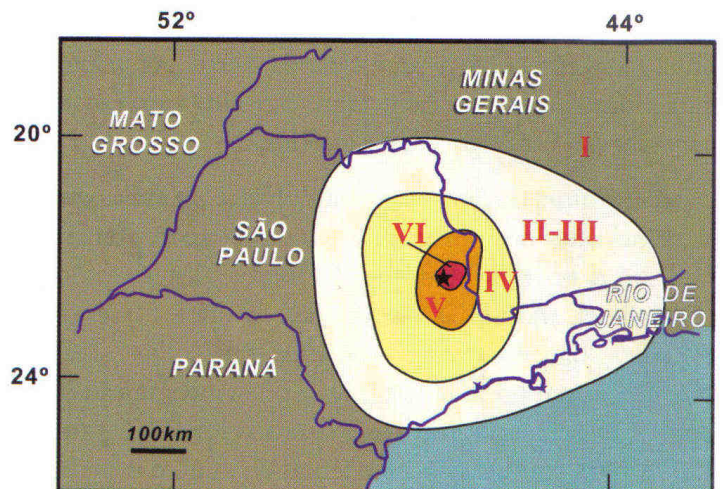 52º
44º
MINAS
GERAIS
20º
MATO
GROSSO
I
SÃO
PAULO
VI
II-III
IV
V
RIO DE
JANEIRO
PARANÁ
24º
100km